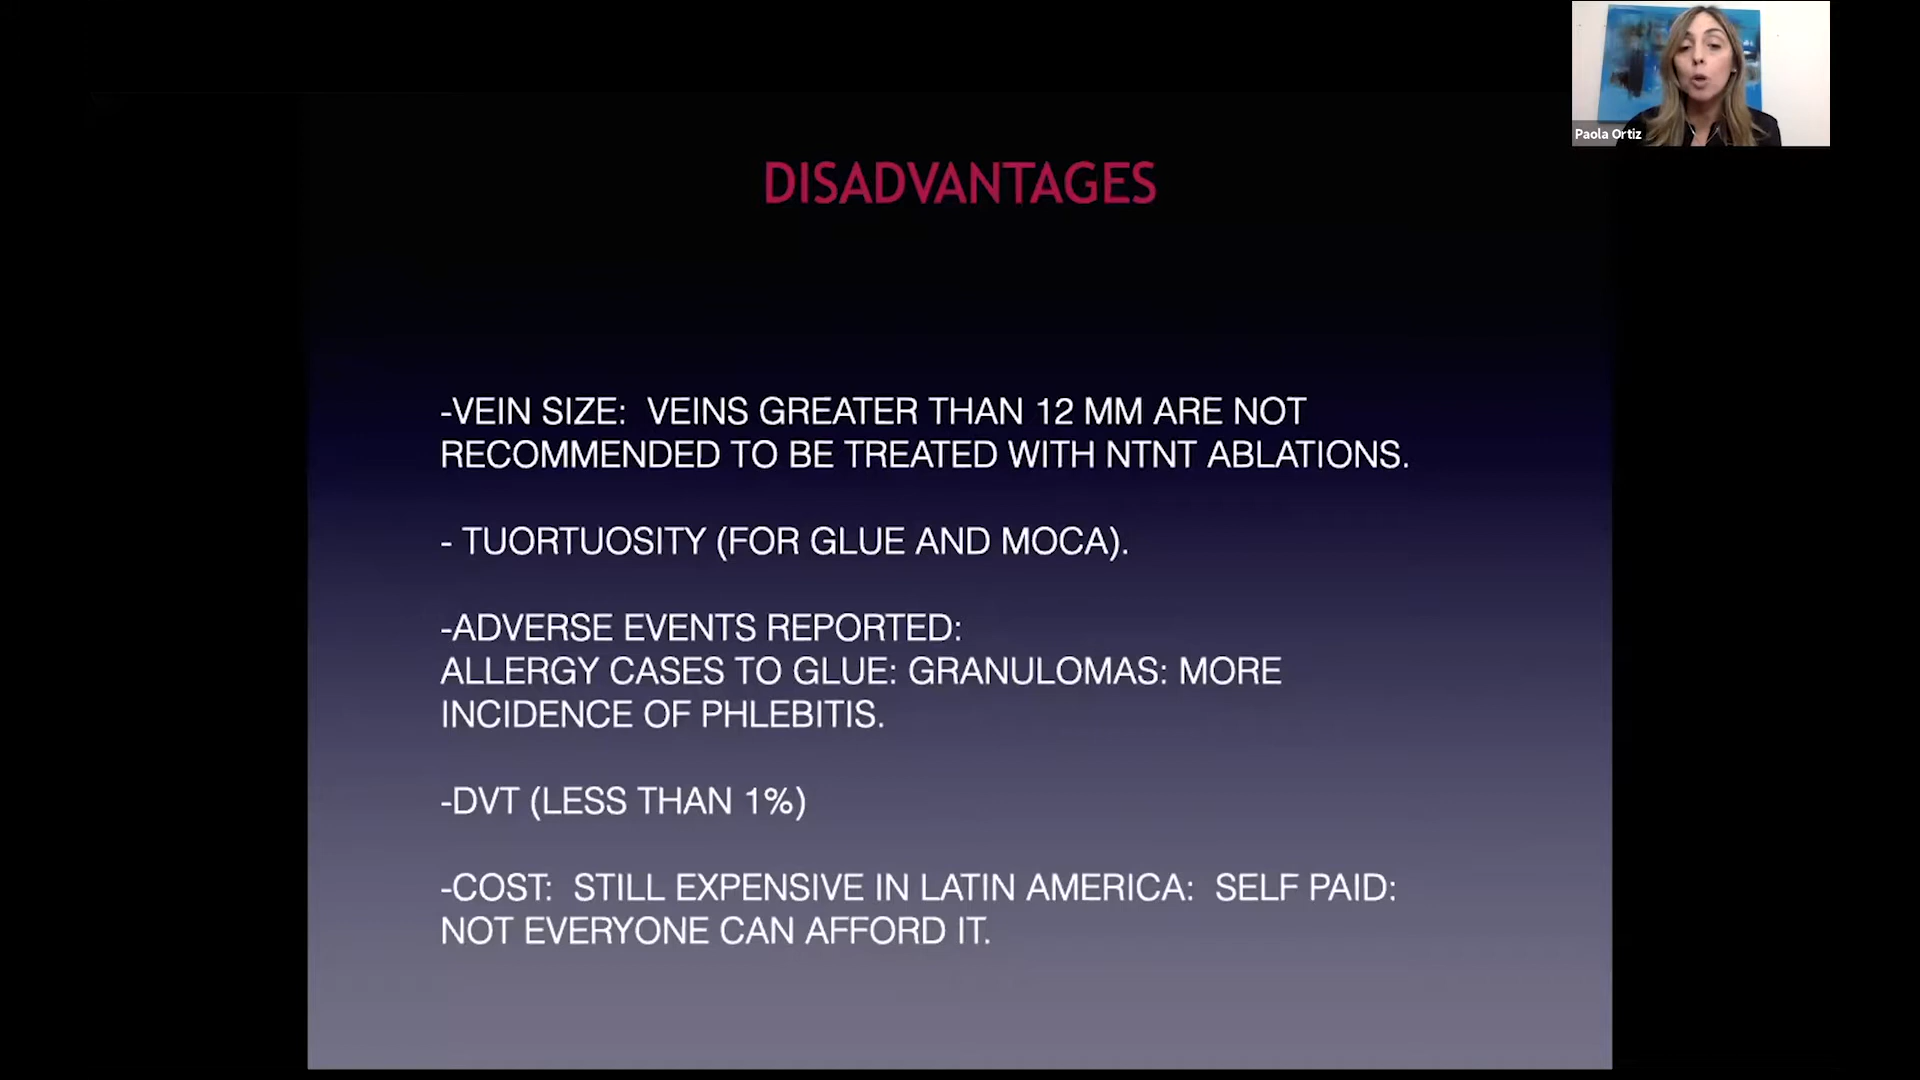 Paola Ortiz
DISADVANTAGES
-VEIN SIZE: VEINS GREATER THAN 12 MM ARE NOT
RECOMMENDED TO BE TREATED WITH NTNT ABLATIONS.
- TUORTUOSITY (FOR GLUE AND MOCA).
-ADVERSE EVENTS REPORTED:
ALLERGY CASES TO GLUE: GRANULOMAS: MORE
INCIDENCE OF PHLEBITIS.
-DVT (LESS THAN 1%)
-COST: STILL EXPENSIVE IN LATIN AMERICA: SELF PAID:
NOT EVERYONE CAN AFFORD IT.